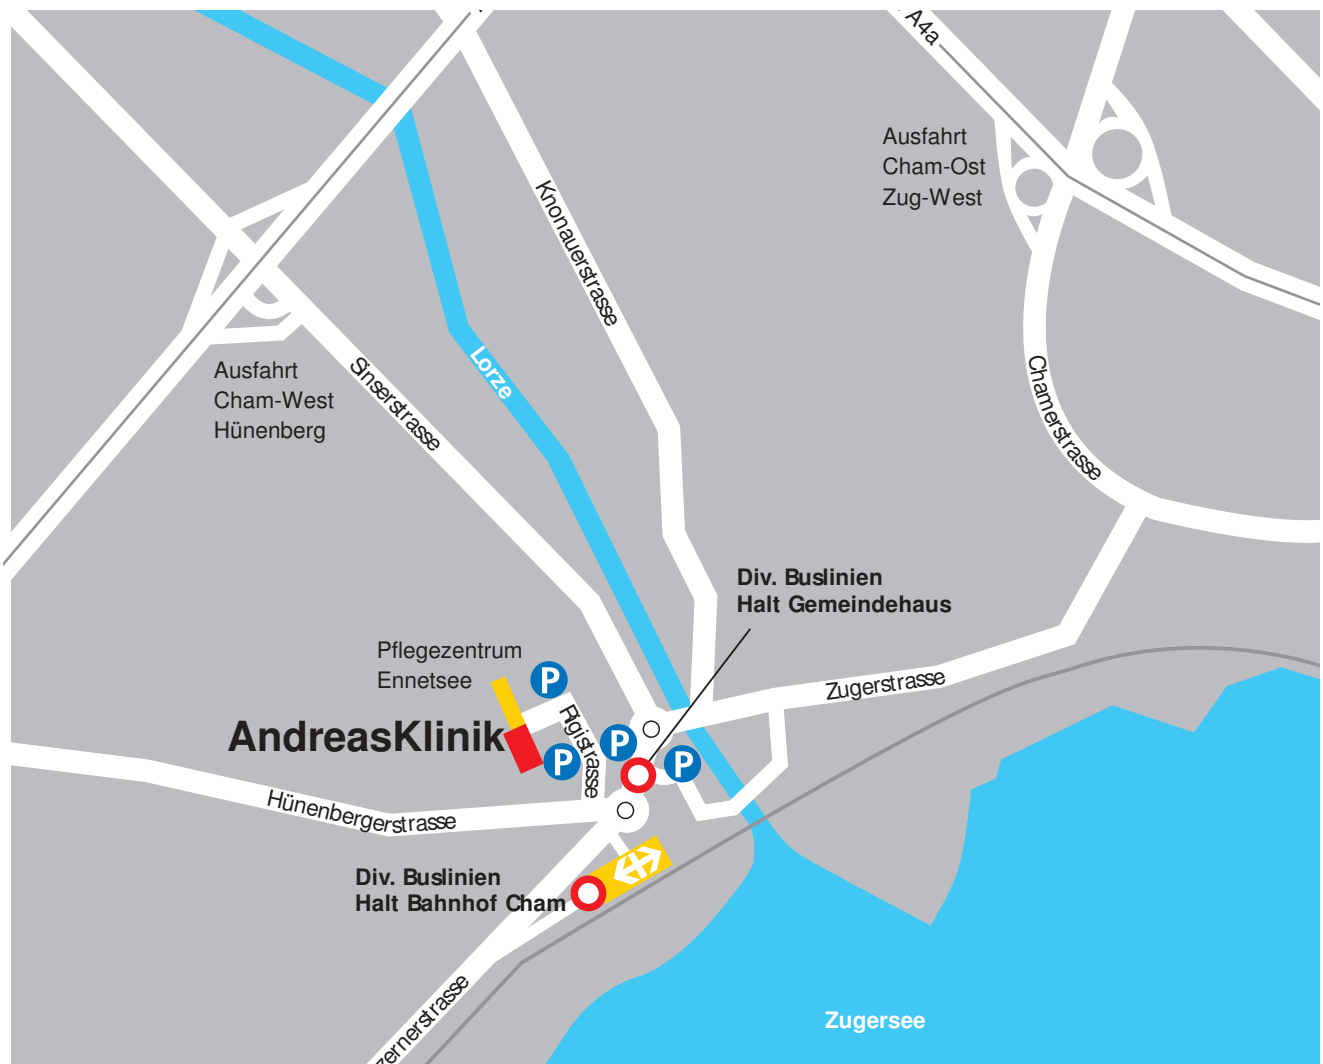 A4a
Ausfahrt
Cham-Ost
Zug-West
Knonauerstrasse
Lorze
Sinserstrasse
Ausfahrt
Cham-West
Hünenberg
Chamerstrasse
Div. Buslinien
Halt Gemeindehaus
Pflegezentrum
Ennetsee
P
Zugerstrasse
AndreasKlinik
Rigistrasse
P
P
P
Hünenbergerstrasse
Div. Buslinien
Halt Bahnhof Cham
zernerstrasse
Zugersee